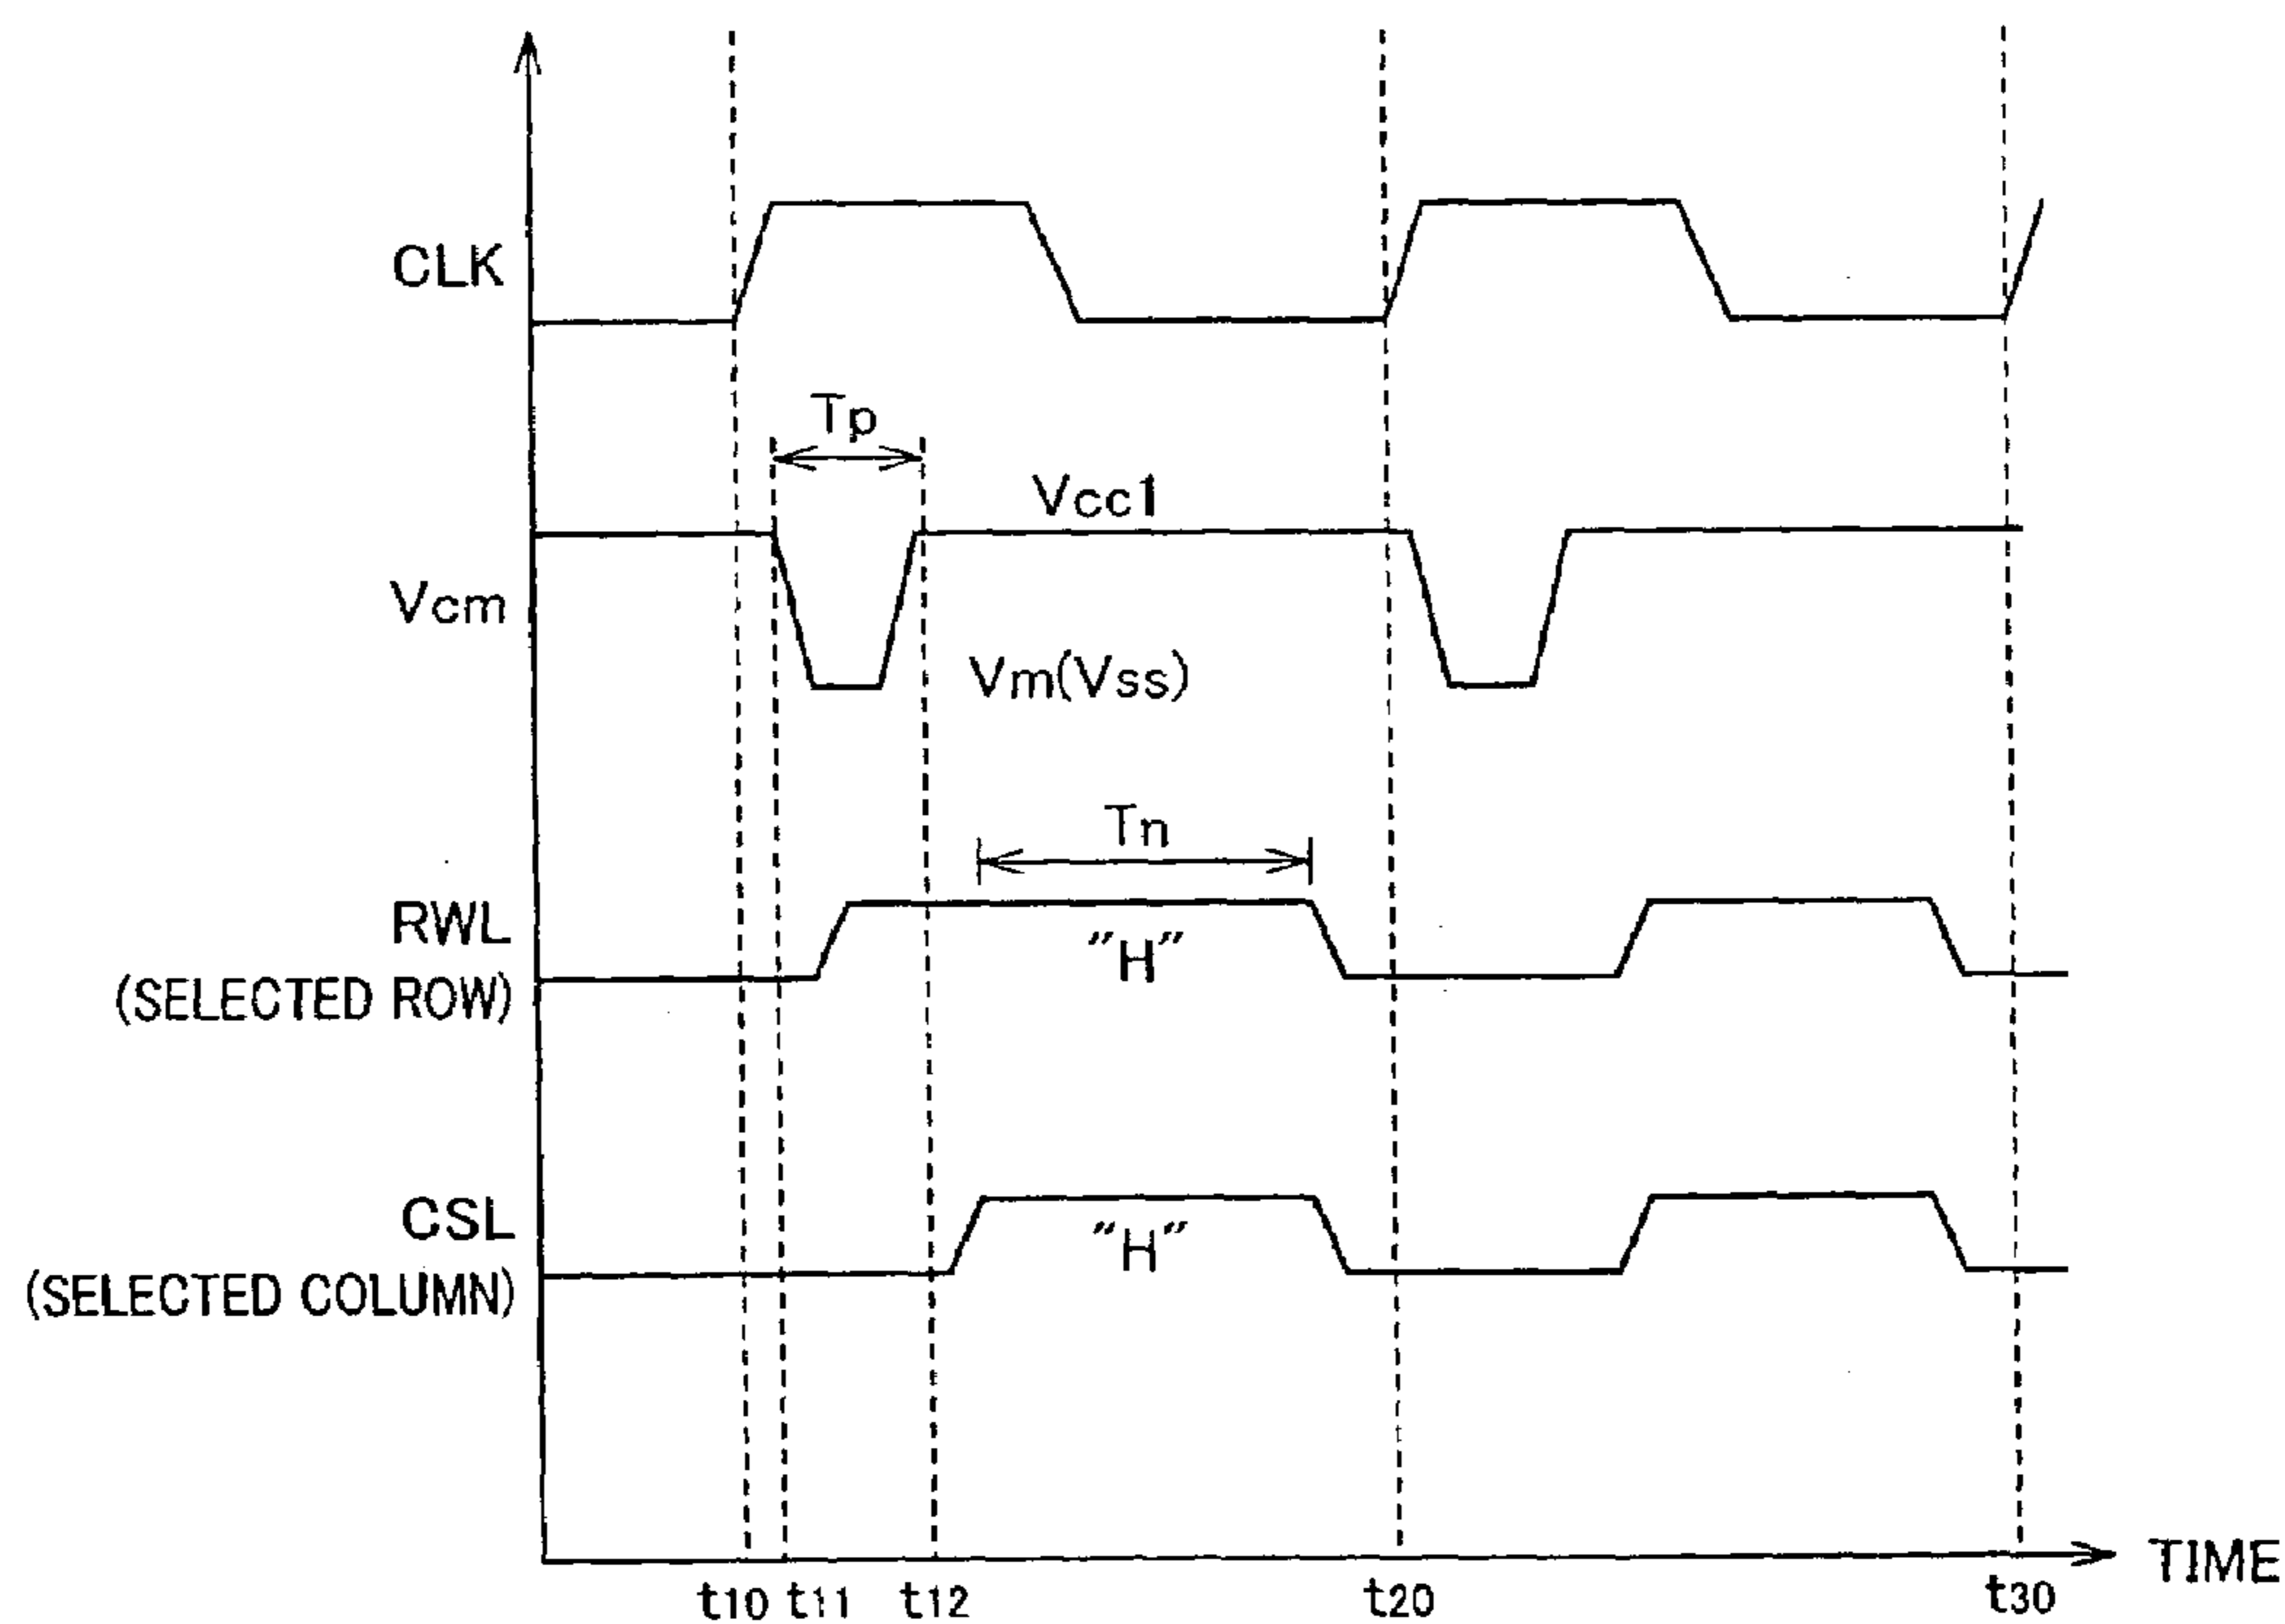 CLK
Tp
Vcc1
Vcm
Vm(Vss)
Tn
RWL
(SELECTED ROW)
"H"
CSL
(SELECTED COLUMN)
"H"
TIME
t10 t11 t12 t20 t30